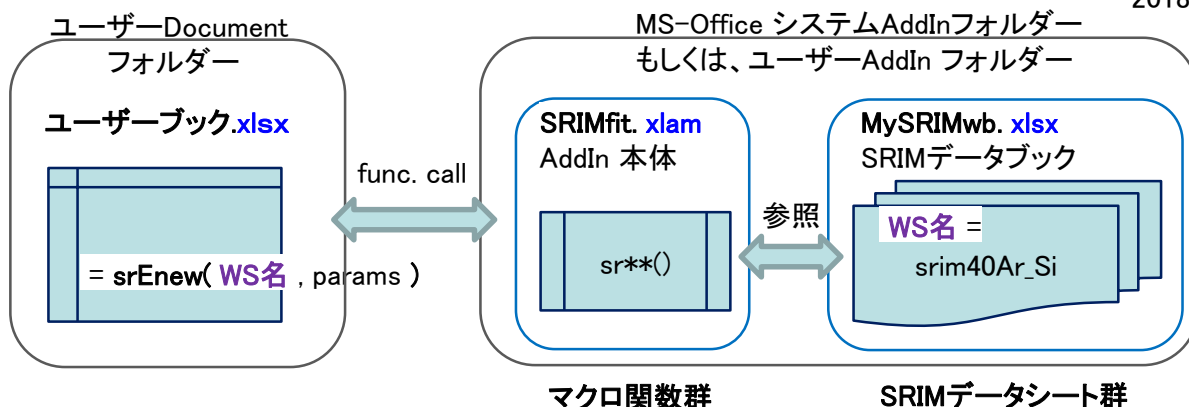 2018
ユーザーDocument
フォルダー
MS-Office システムAddInフォルダー
もしくは、ユーザーAddIn フォルダー
ユーザーブック.xlsx
= srEnew( WS名 , params )
func. call
SRIMfit. xlam
AddIn 本体
sr**()
参照
MySRIMwb. xlsx
SRIMデータブック
WS名 =
srim40Ar_Si
マクロ関数群
SRIMデータシート群